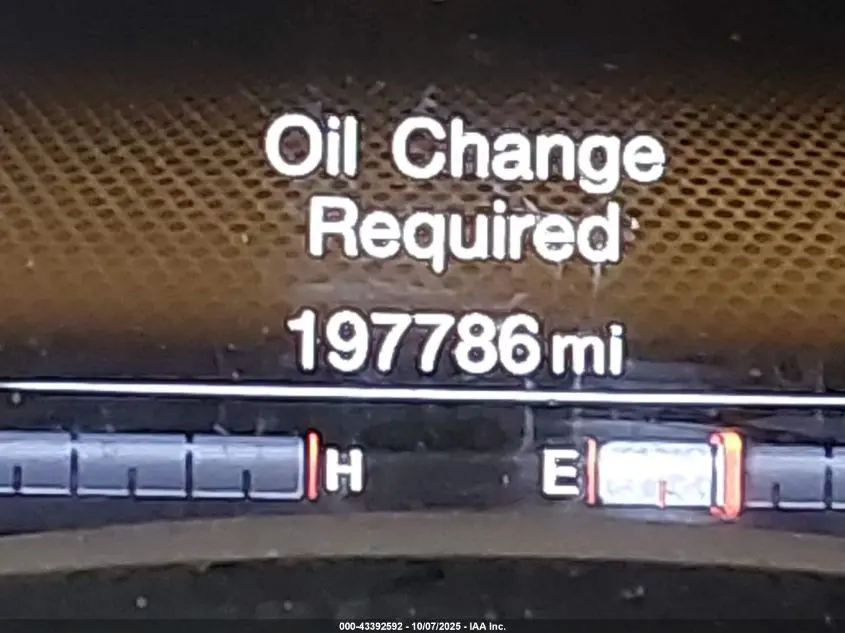 Oil Change
Required
197786 mi
H E
000-43392592 - 10/07/2025 - IAA Inc.